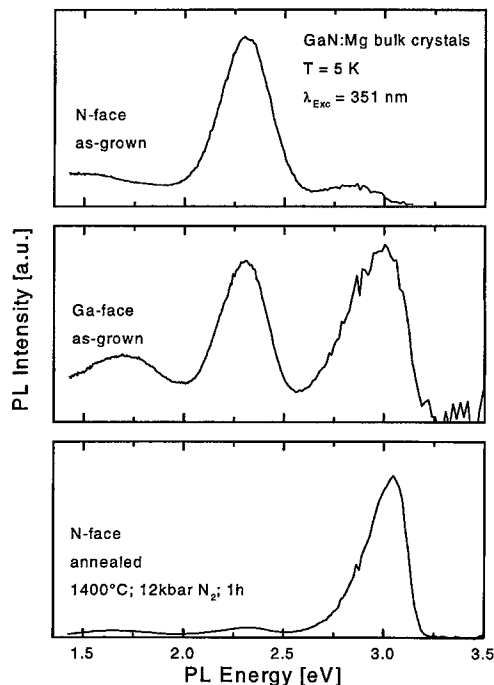 GaN:Mg bulk crystals
T = 5 K
λExc = 351 nm
N-face
as-grown
Ga-face
as-grown
N-face
annealed
1400°C; 12kbar N2; 1h
PL Intensity [a.u.]
1.5 2.0 2.5 3.0 3.5
PL Energy [eV]